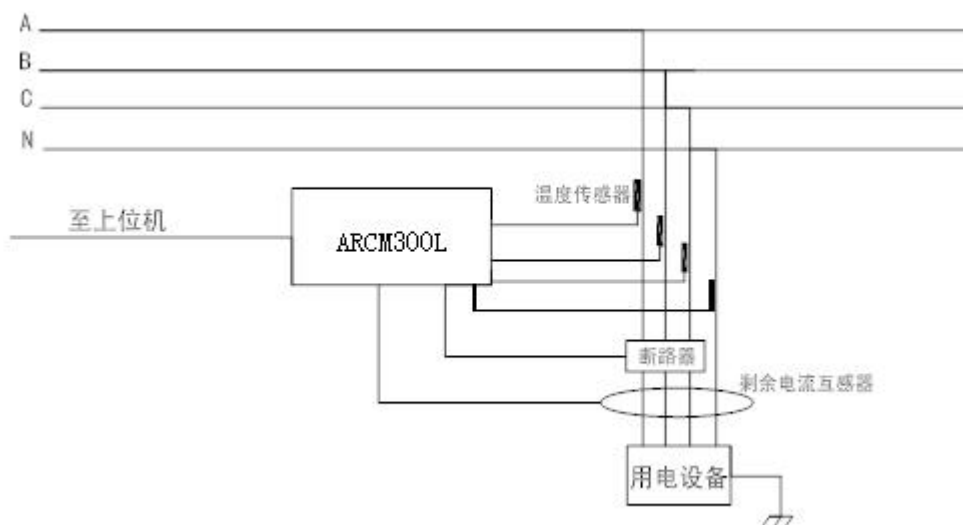 A
B
C
N
温度传感器
至上位机
ARCM300L
断路器
剩余电流互感器
用电设备